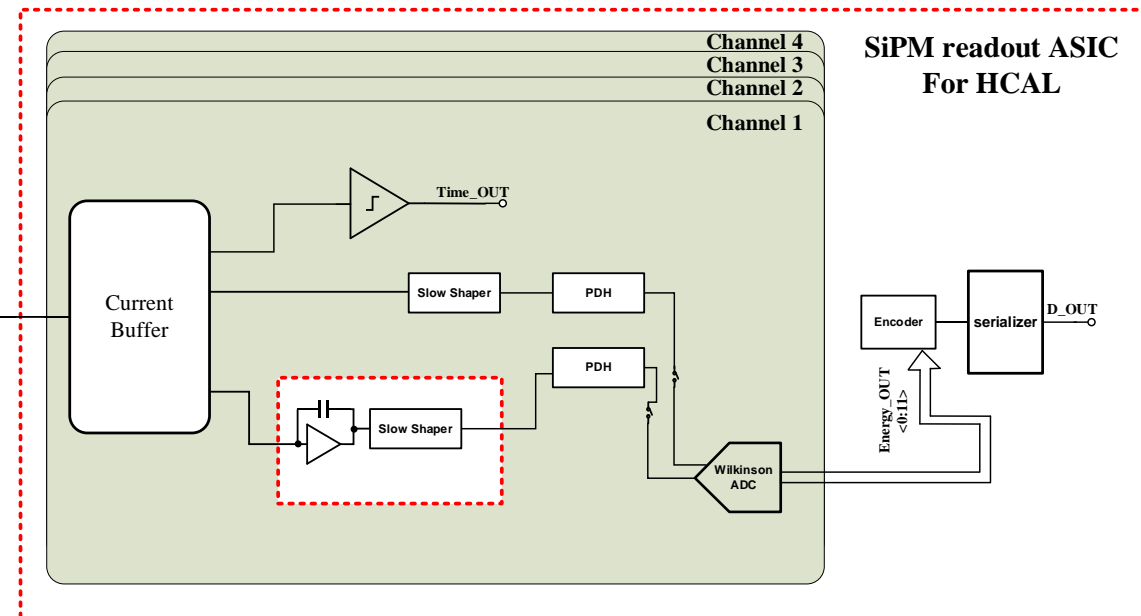 Channel 4
Channel 3
Channel 2
Channel 1
SiPM readout ASIC
For HCAL
Time_OUT
Current
Buffer
Slow Shaper
PDH
PDH
Slow Shaper
Wilkinson
ADC
Encoder
serializer
D_OUT
Energy_OUT
<0:11>